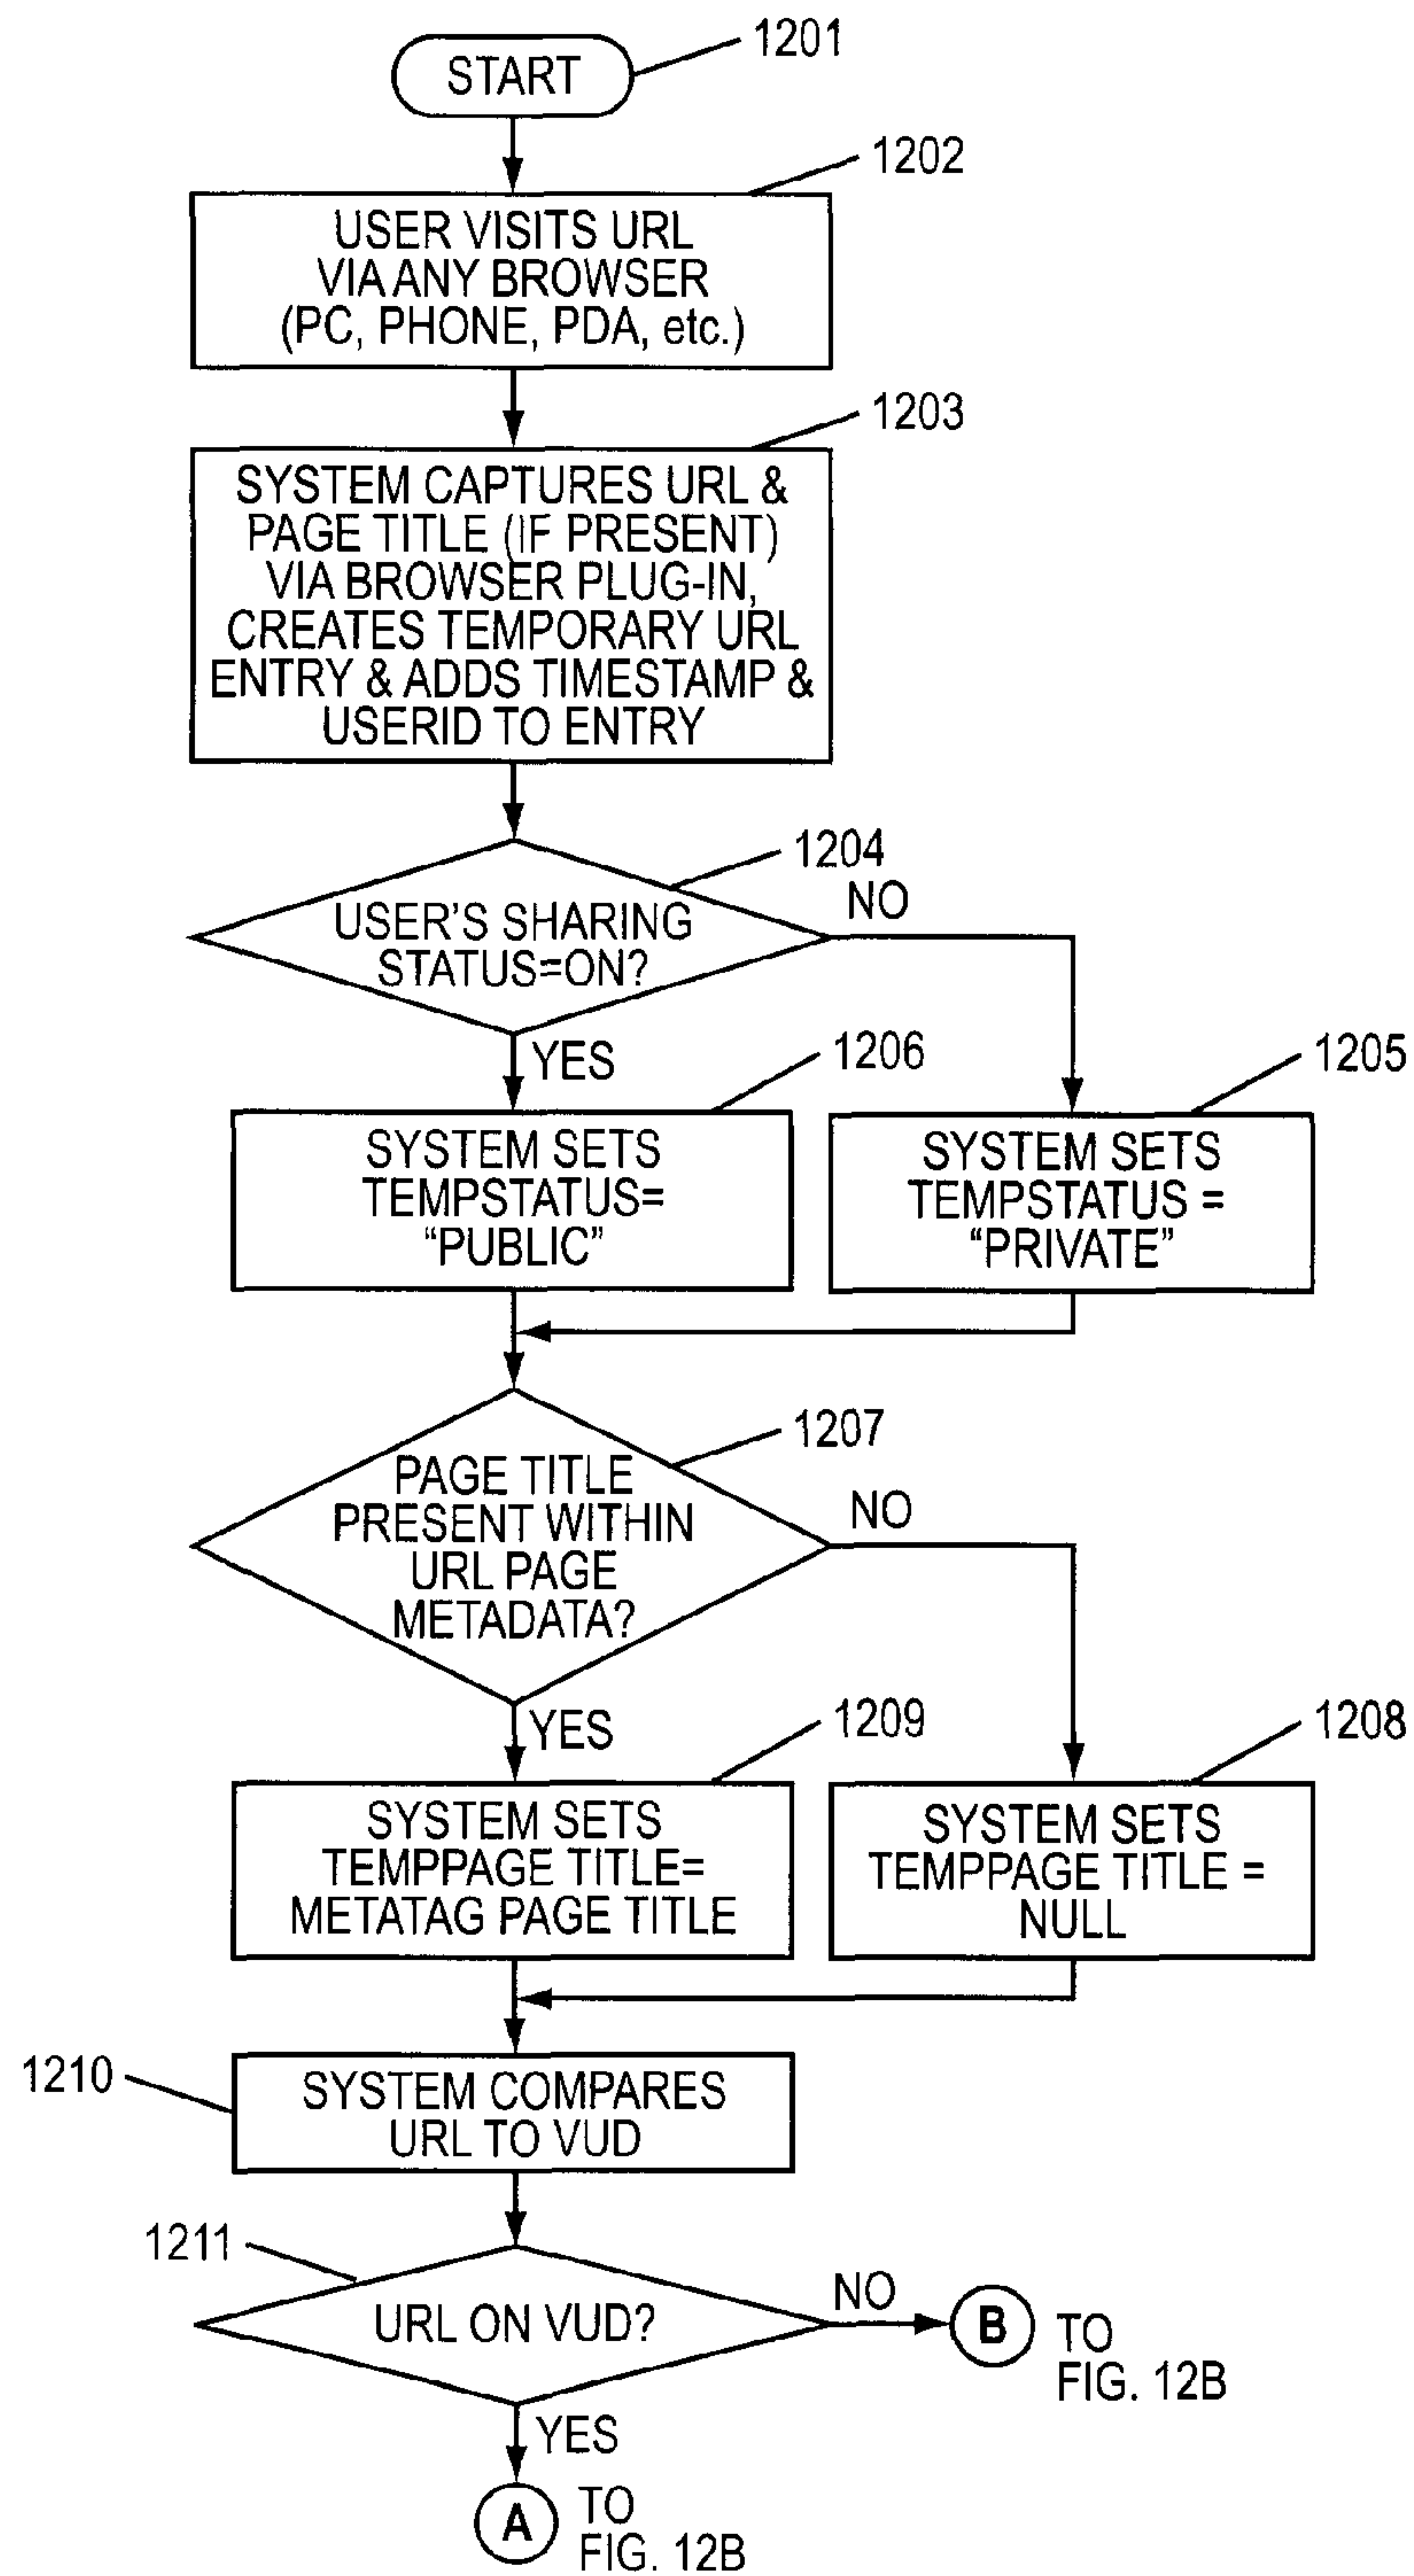 1201
START
1202
USER VISITS URL
VIA ANY BROWSER
(PC, PHONE, PDA, etc.)
1203
SYSTEM CAPTURES URL &
PAGE TITLE (IF PRESENT)
VIA BROWSER PLUG-IN,
CREATES TEMPORARY URL
ENTRY & ADDS TIMESTAMP &
USERID TO ENTRY
1204
USER'S SHARING
STATUS=ON?
NO
YES
1206
SYSTEM SETS
TEMPSTATUS=
“PUBLIC”
1205
SYSTEM SETS
TEMPSTATUS =
“PRIVATE”
1207
PAGE TITLE
PRESENT WITHIN
URL PAGE
METADATA?
NO
YES
1209
SYSTEM SETS
TEMPPAGE TITLE=
METATAG PAGE TITLE
1208
SYSTEM SETS
TEMPPAGE TITLE =
NULL
1210
SYSTEM COMPARES
URL TO VUD
1211
URL ON VUD?
NO
B
TO
FIG. 12B
YES
A
TO
FIG. 12B